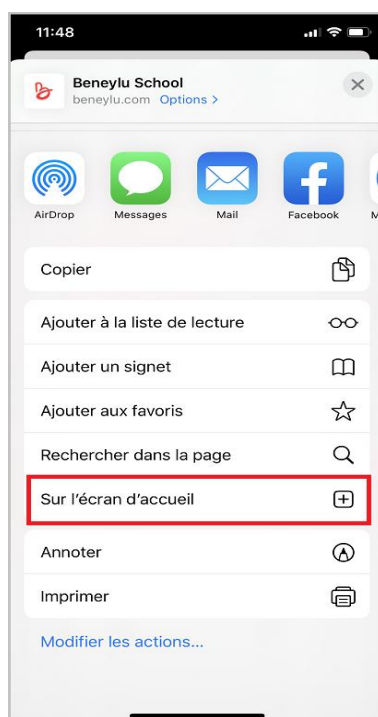 11:48
Beneylu School
beneylu.com Options >
AirDrop Messages Mail Facebook M
Copier
Ajouter à la liste de lecture
Ajouter un signet
Ajouter aux favoris
Rechercher dans la page
Sur l'écran d'accueil
Annoter
Imprimer
Modifier les actions...